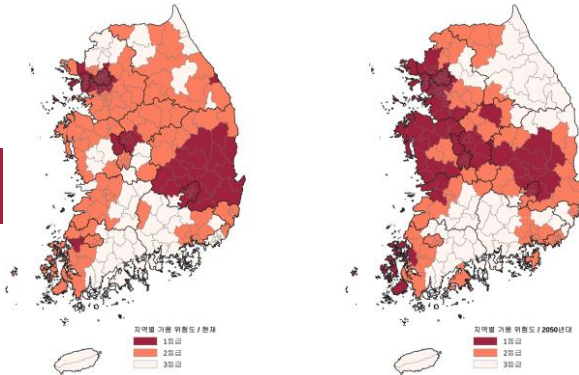 지역별 가뭄 위험도 / 현재
1등급
2등급
3등급
지역별 가뭄 위험도 / 2050년대
1등급
2등급
3등급